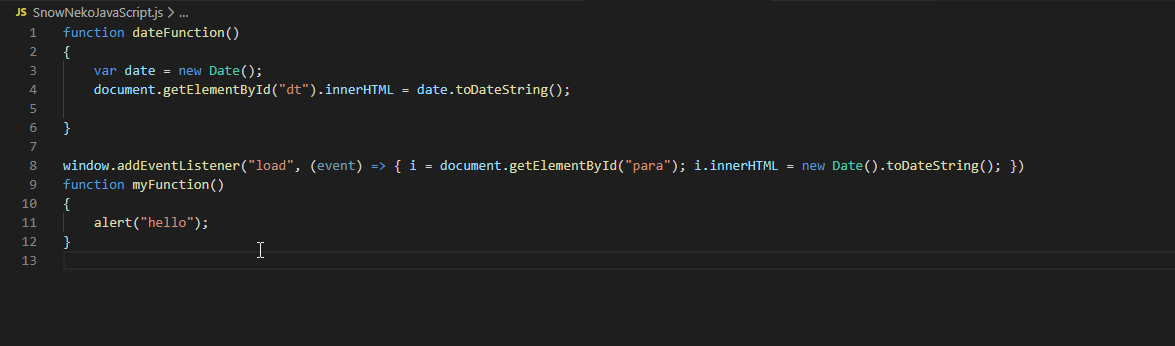 JS SnowNekoJavaScript.js > ...
1 function dateFunction()
2 {
3     var date = new Date();
4     document.getElementById("dt").innerHTML = date.toDateString();
5
6 }
7
8 window.addEventListener("load", (event) => { i = document.getElementById("para"); i.innerHTML = new Date().toDateString(); })
9 function myFunction()
10 {
11     alert("hello");
12 }
13